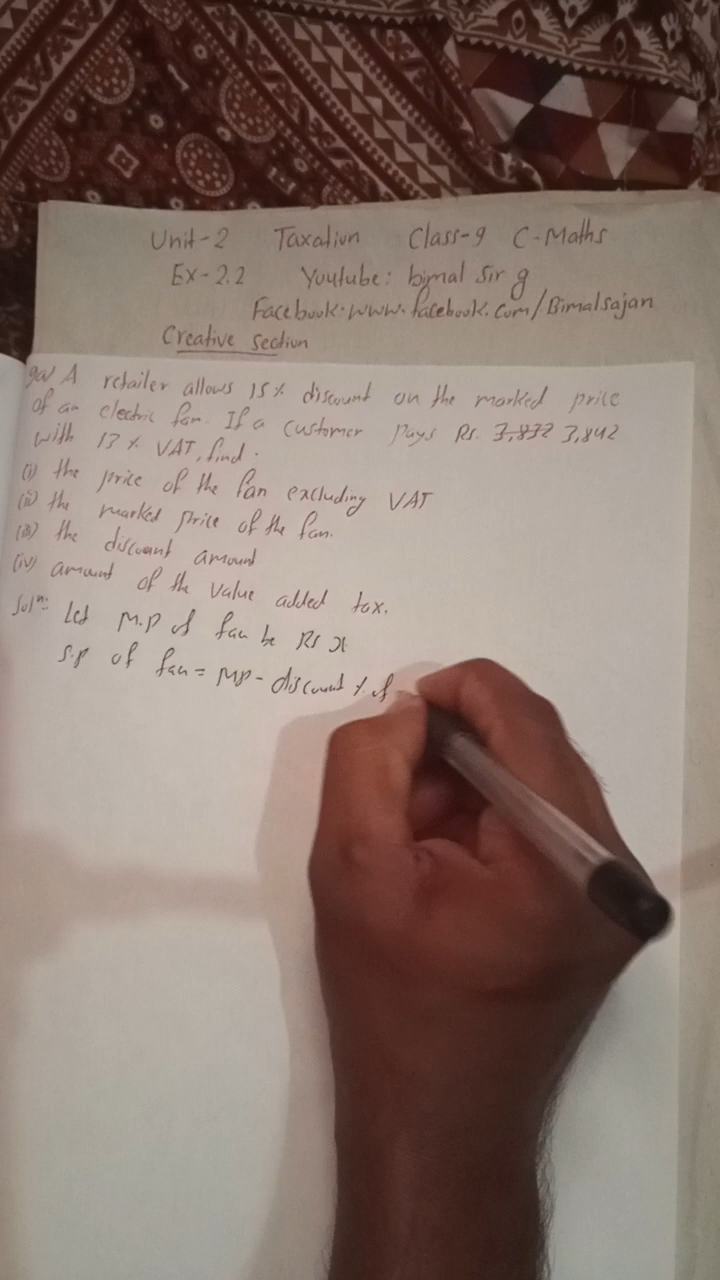 Unit-2 Taxation Class-9 C-Maths
Ex-2.2 Youtube: bimal sir g
Facebook: www.facebook.com/Bimalsajan
Creative section
9a) A retailer allows 15% discount on the marked price
of an electric fan. If a customer pays Rs. 3,832 3,842
with 13% VAT, find.
(i) the price of the fan excluding VAT
(ii) the marked price of the fan.
(iii) the discount amount
(iv) amount of the value added tax.
Solⁿ: Let M.P of fan be Rs x
S.P of fan = MP - discount % of